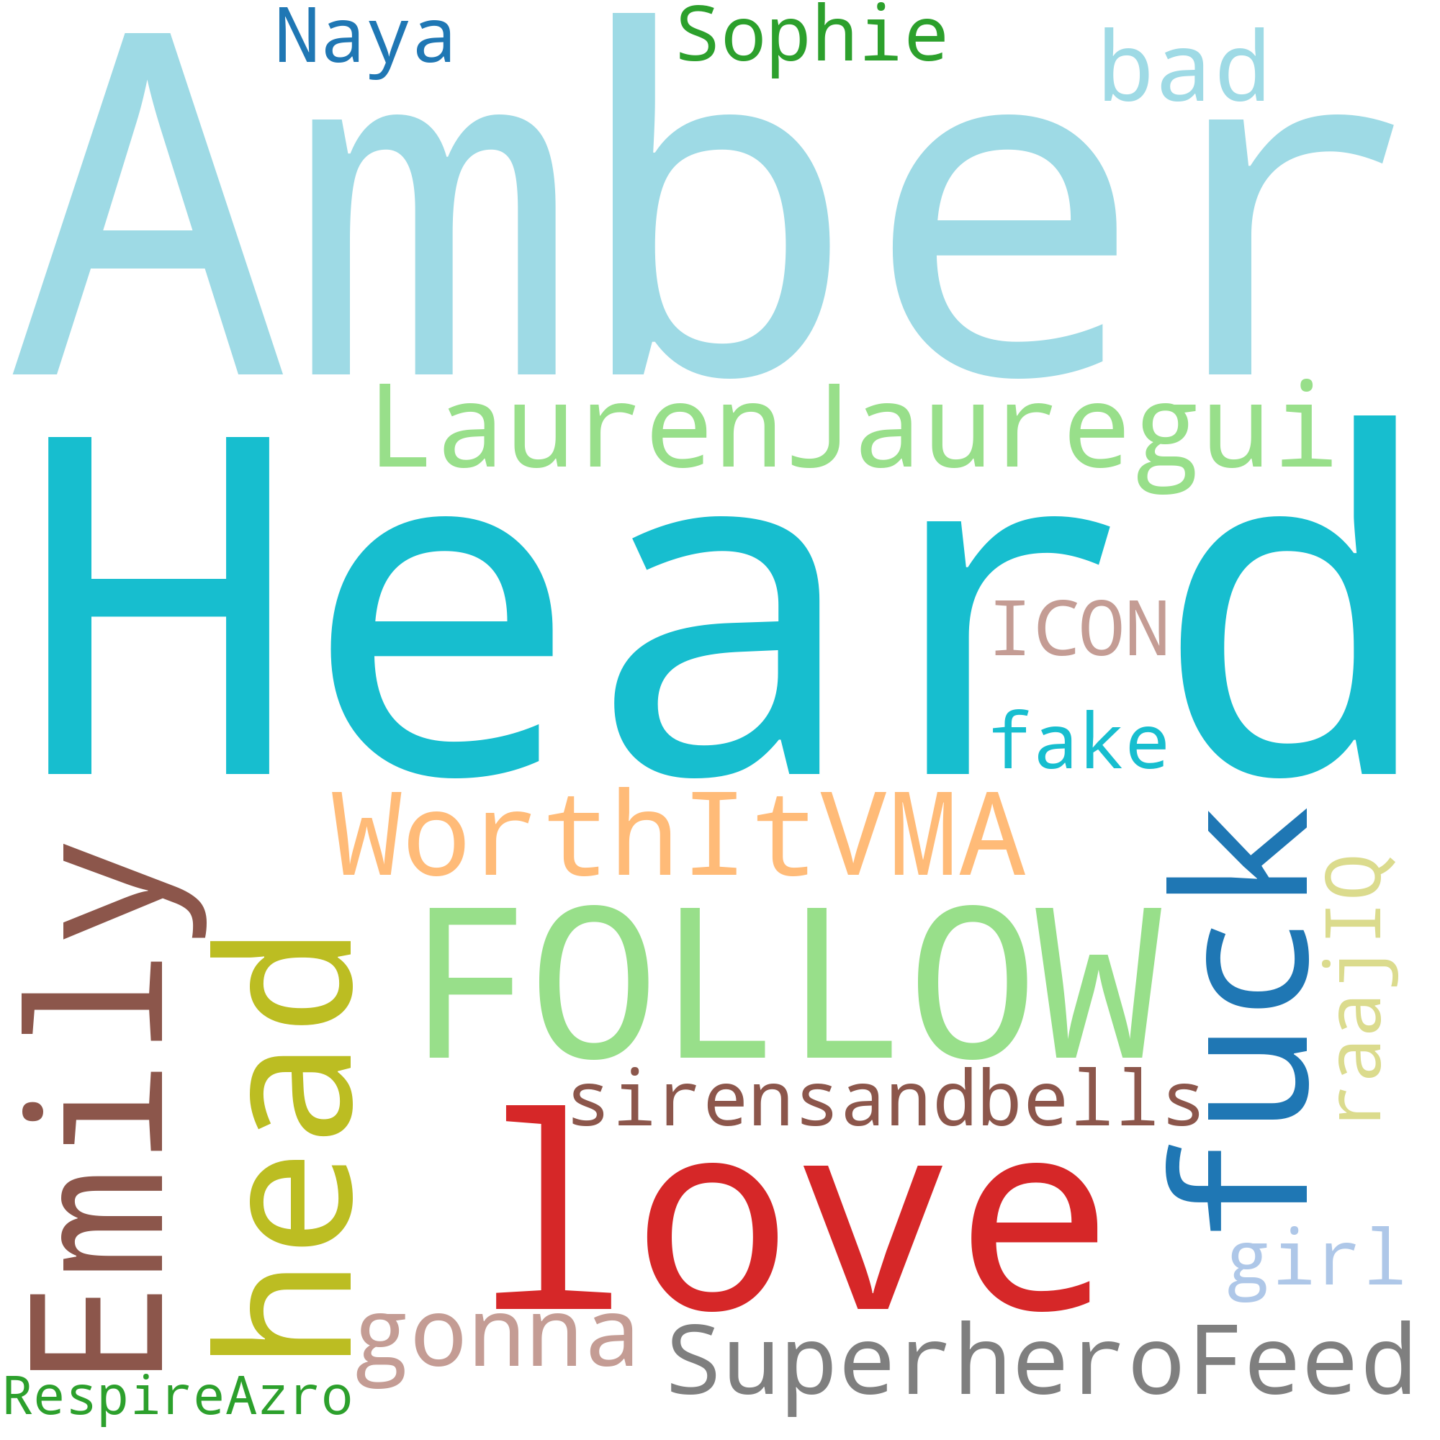 Naya
Sophie
bad
Amber
LaurenJauregui
Heard
ICON
fake
WorthItVMA
Emily
head
FOLLOW
fuck
raajIQ
sirensandbells
love
girl
gonna
SuperheroFeed
RespireAzro